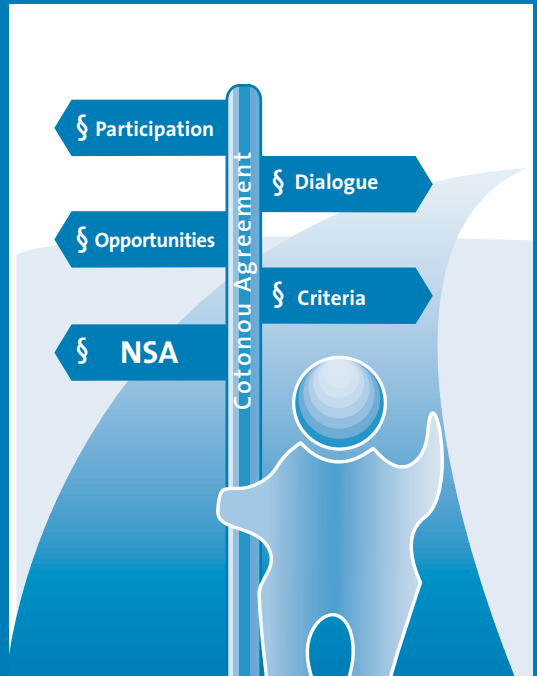 § Participation
§ Dialogue
§ Opportunities
§ Criteria
§ NSA
Cotonou Agreement